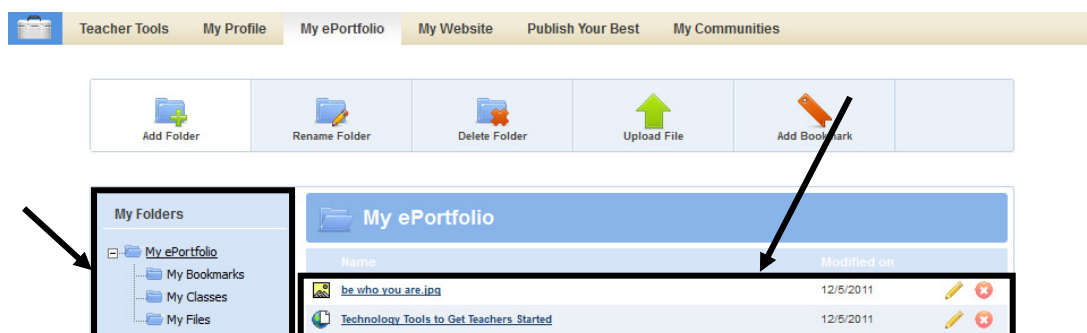 Teacher Tools My Profile My ePortfolio My Website Publish Your Best My Communities
Add Folder Rename Folder Delete Folder Upload File Add Bookmark
My Folders
My ePortfolio
My Bookmarks
My Classes
My Files
My ePortfolio
Name Modified on
be who you are.jpg 12/5/2011
Technology Tools to Get Teachers Started 12/5/2011